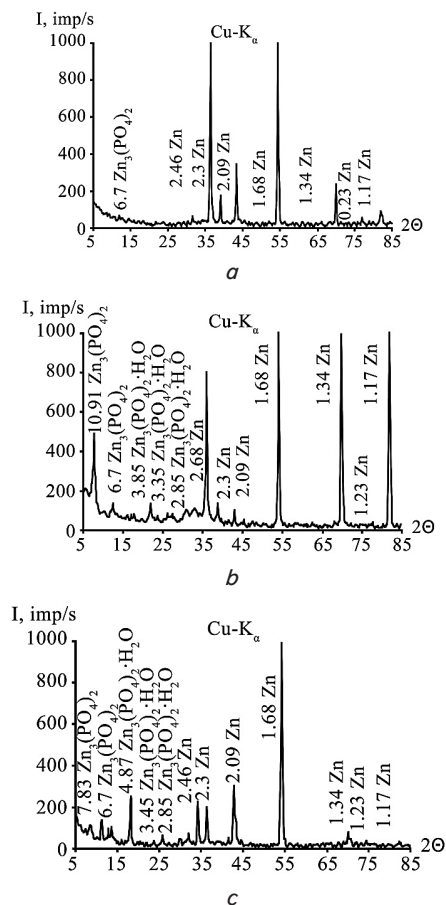 I, imp/s
Cu-Kα
1000
800
600
400
200
0
6.7 Zn3(PO4)2
2.46 Zn
2.3 Zn
2.09 Zn
1.68 Zn
1.34 Zn
0.23 Zn
1.17 Zn
5 15 25 35 45 55 65 75 85 2Θ
a
I, imp/s
Cu-Kα
1000
800
600
400
200
0
10.91 Zn3(PO4)2
6.7 Zn3(PO4)2
3.85 Zn3(PO4)2·H2O
3.35 Zn3(PO4)2·H2O
2.85 Zn3(PO4)2·H2O
2.68 Zn
2.3 Zn
2.09 Zn
1.68 Zn
1.34 Zn
1.23 Zn
1.17 Zn
5 15 25 35 45 55 65 75 85 2Θ
b
I, imp/s
Cu-Kα
1000
800
600
400
200
0
7.83 Zn3(PO4)2
6.7 Zn3(PO4)2
4.87 Zn3(PO4)2·H2O
3.45 Zn3(PO4)2·H2O
2.85 Zn3(PO4)2·H2O
2.46 Zn
2.3 Zn
2.09 Zn
1.68 Zn
1.34 Zn
1.23 Zn
1.17 Zn
5 15 25 35 45 55 65 75 85 2Θ
c